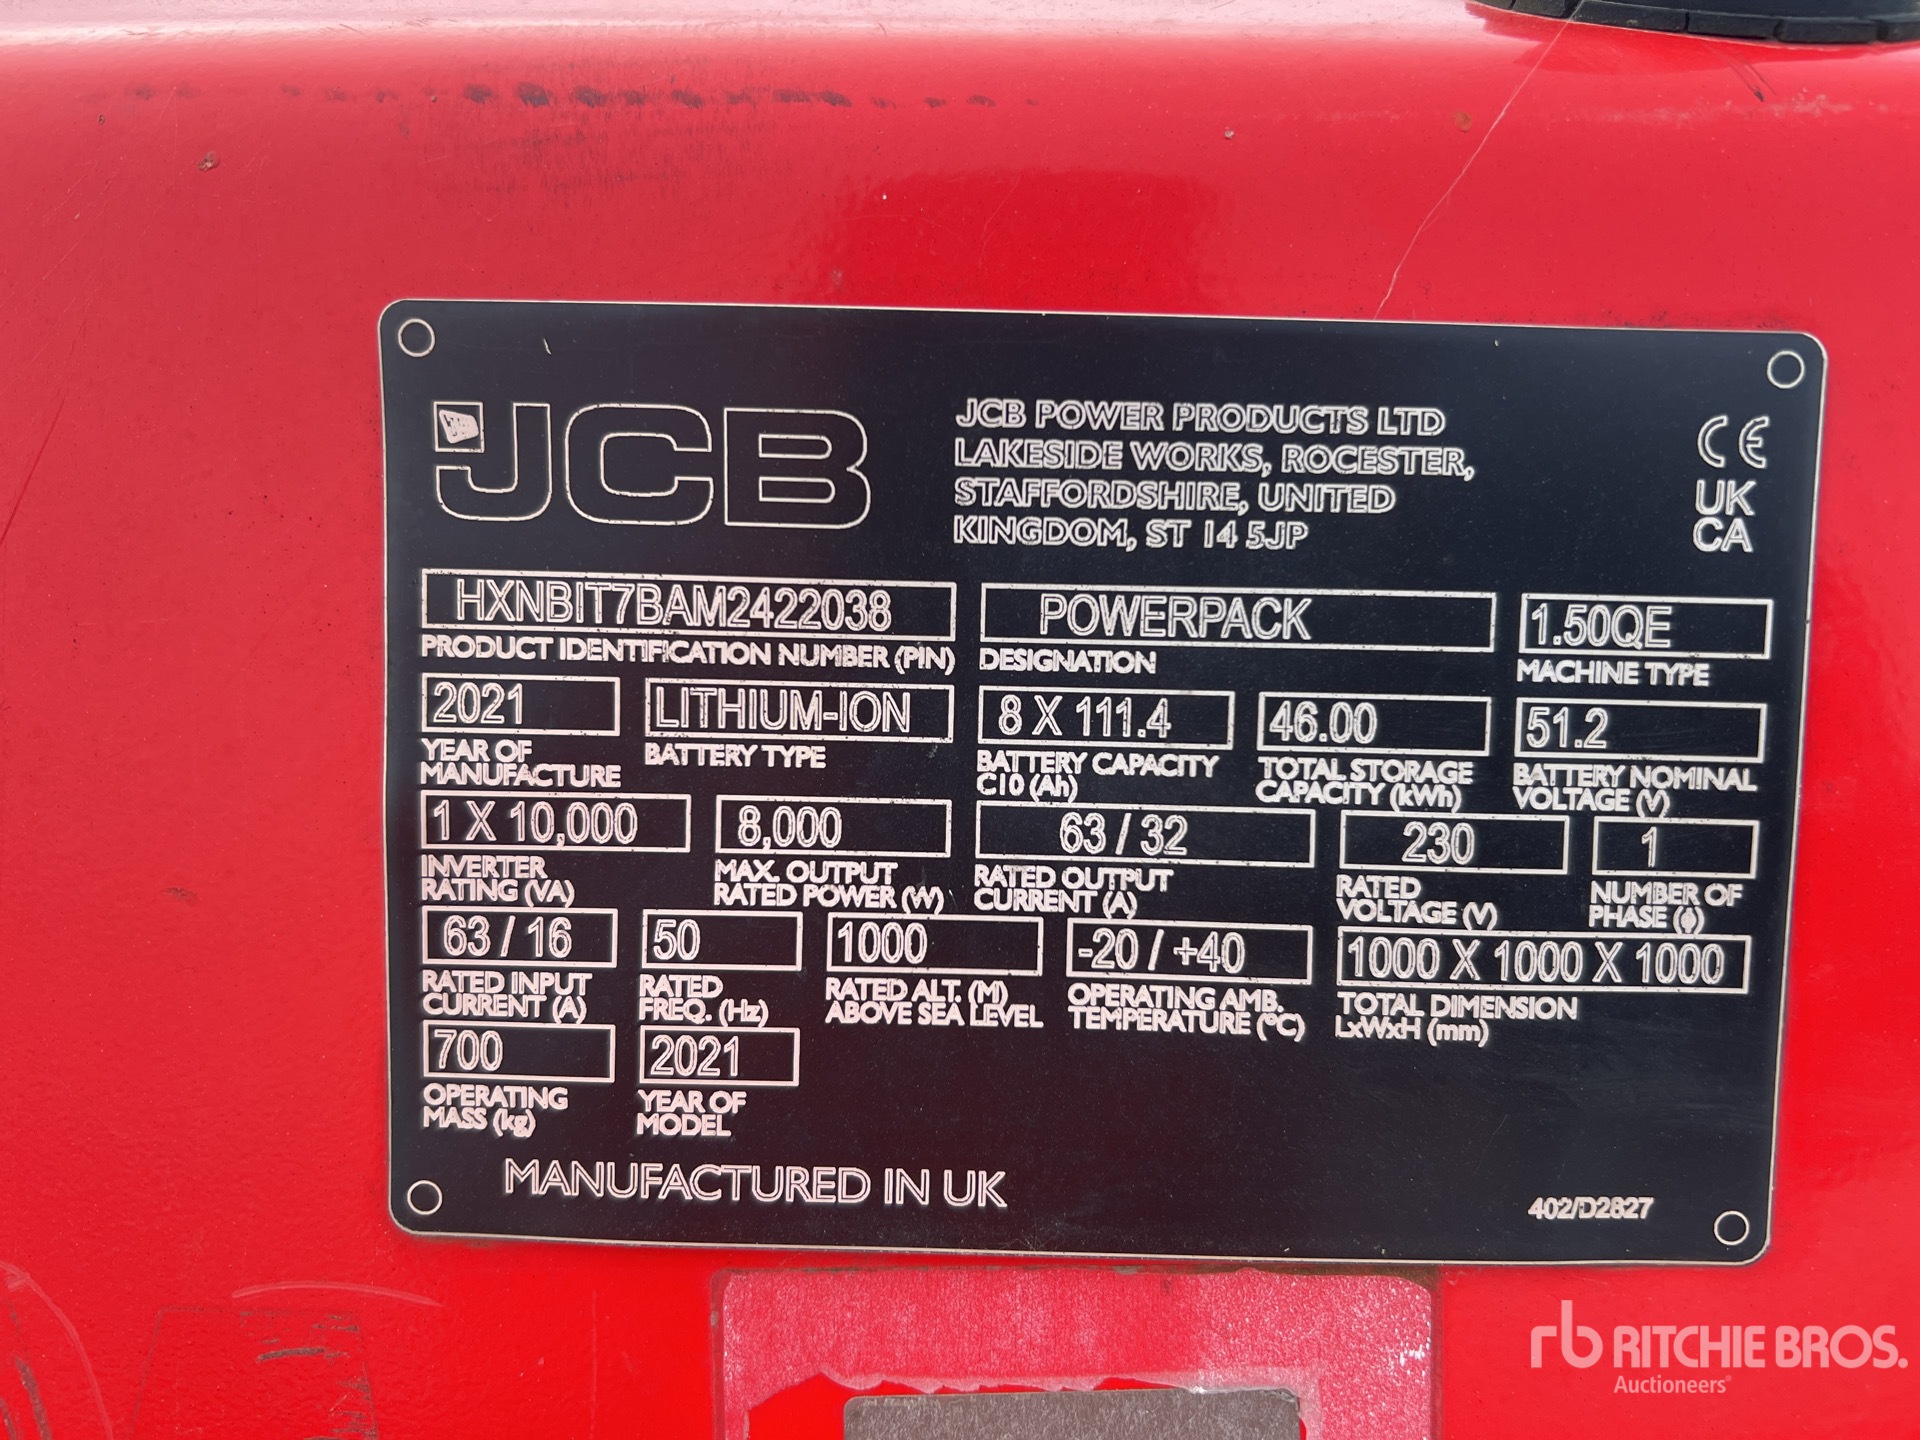 JCB
JCB POWER PRODUCTS LTD
LAKESIDE WORKS, ROCESTER,
STAFFORDSHIRE, UNITED
KINGDOM, ST 14 5JP
CE
UK
CA
HXNBIT7BAM2422038
PRODUCT IDENTIFICATION NUMBER (PIN)
POWERPACK
DESIGNATION
1.50QE
MACHINE TYPE
2021
YEAR OF
MANUFACTURE
LITHIUM-ION
BATTERY TYPE
8 X 111.4
BATTERY CAPACITY
C10 (Ah)
46.00
TOTAL STORAGE
CAPACITY (kWh)
51.2
BATTERY NOMINAL
VOLTAGE (V)
1 X 10,000
INVERTER
RATING (VA)
8,000
MAX. OUTPUT
RATED POWER (W)
63 / 32
RATED OUTPUT
CURRENT (A)
230
RATED
VOLTAGE (V)
1
NUMBER OF
PHASE (ϕ)
63 / 16
RATED INPUT
CURRENT (A)
50
RATED
FREQ. (Hz)
1000
RATED ALT. (M)
ABOVE SEA LEVEL
-20 / +40
OPERATING AMB.
TEMPERATURE (°C)
1000 X 1000 X 1000
TOTAL DIMENSION
LxWxH (mm)
700
OPERATING
MASS (kg)
2021
YEAR OF
MODEL
MANUFACTURED IN UK
402/D2827
rb RITCHIE BROS.
Auctioneers